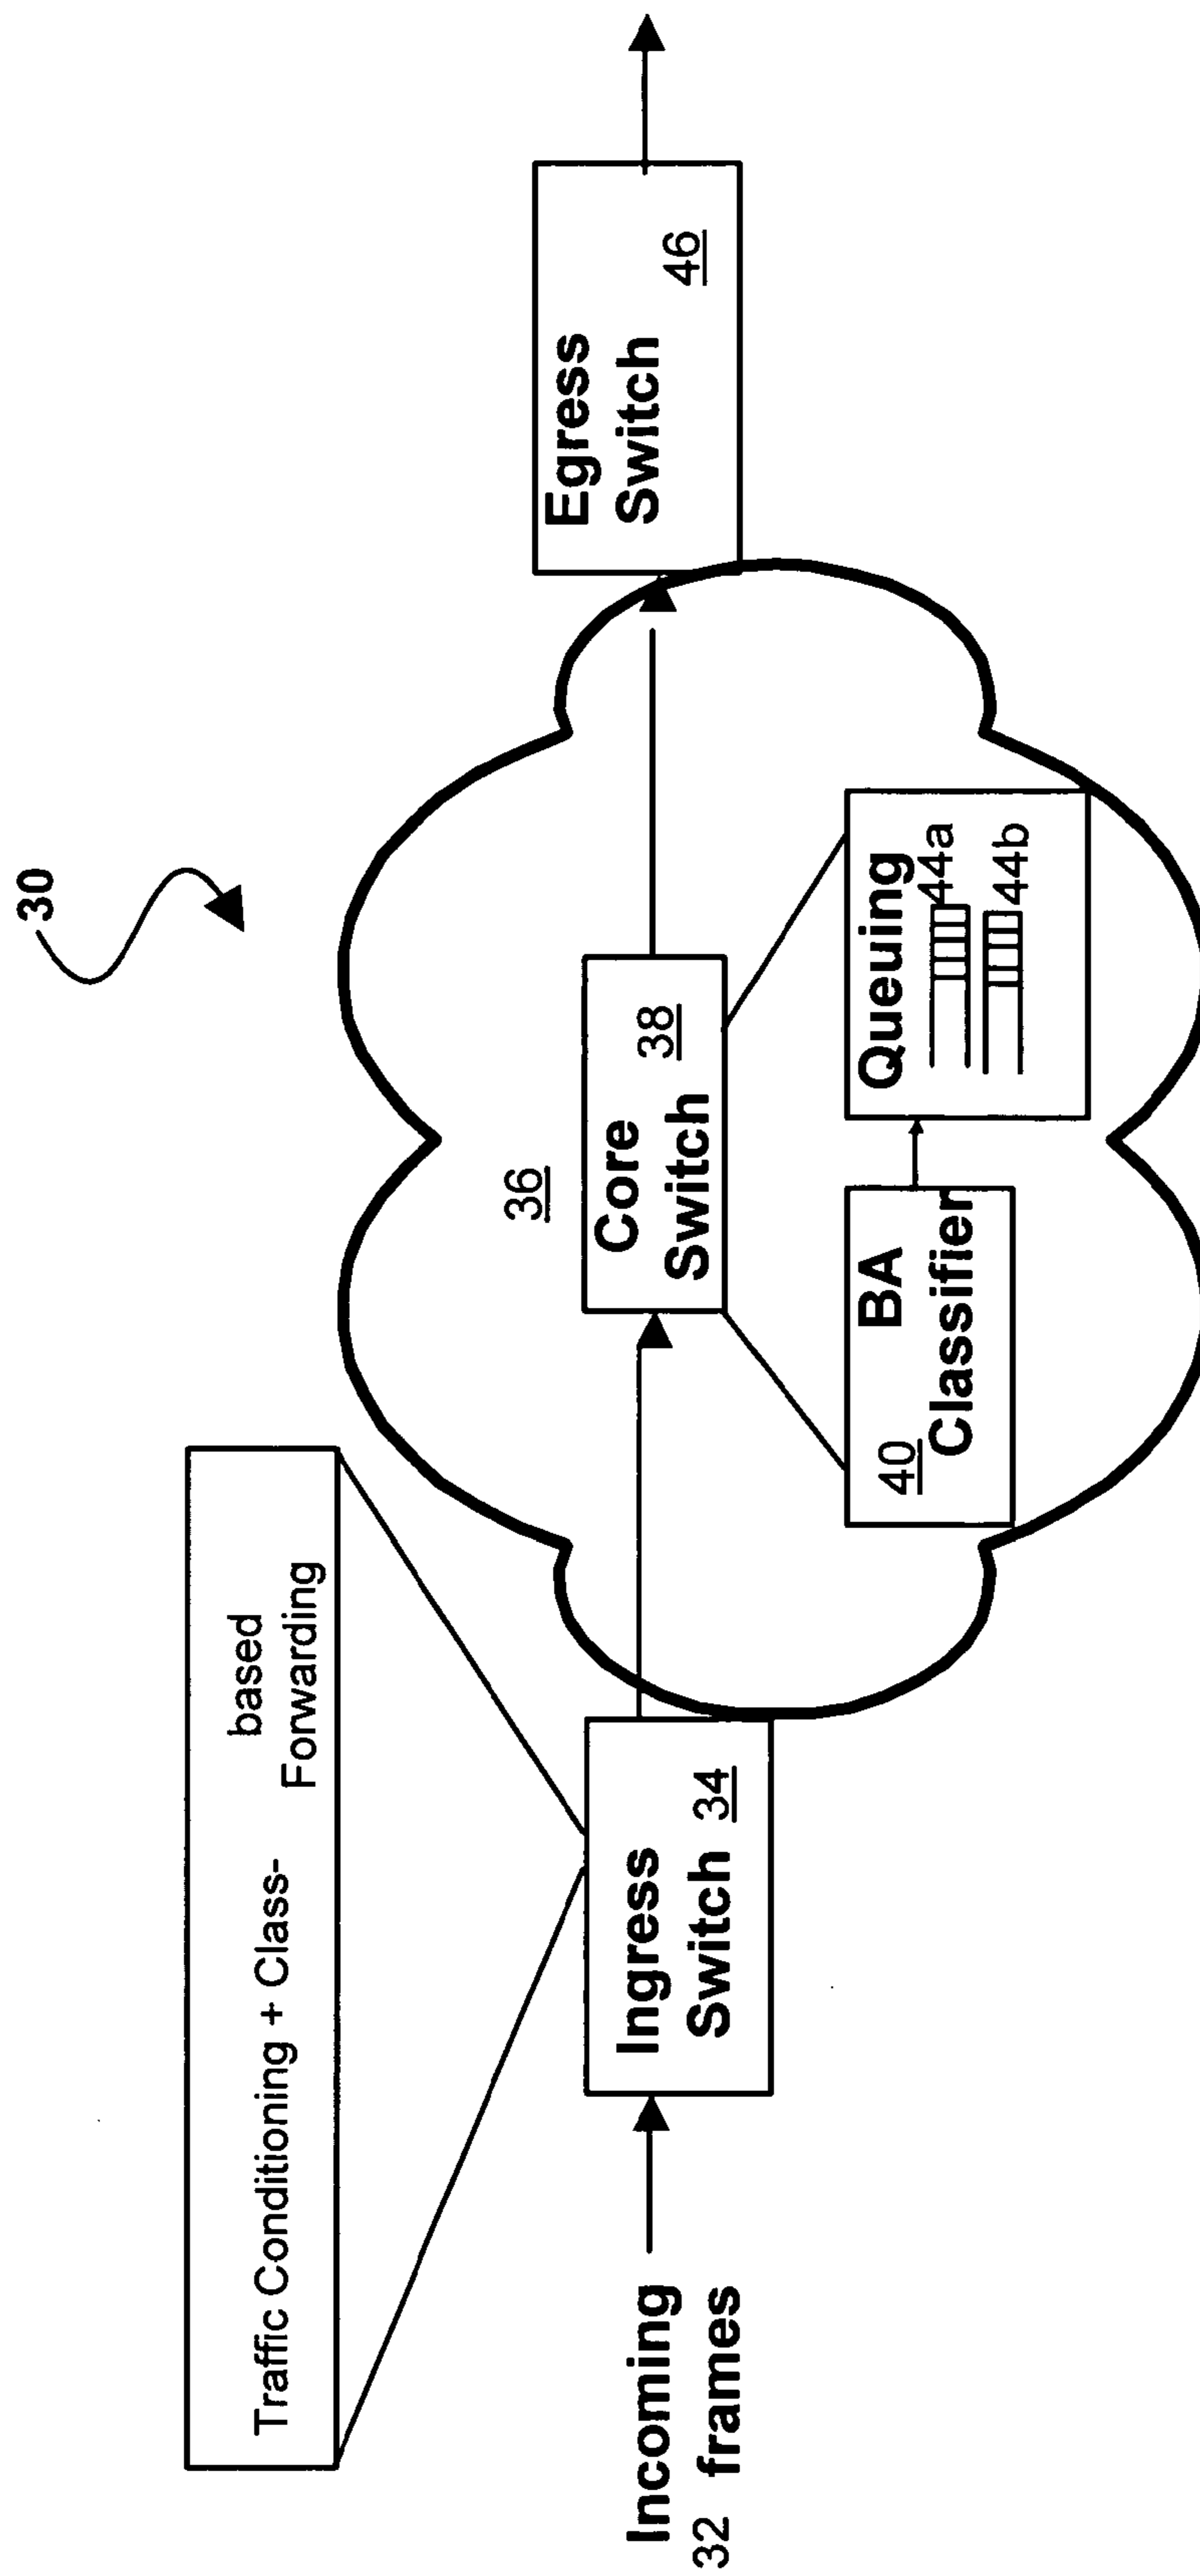 30
Traffic Conditioning + Class-
based
Forwarding
Incoming
32 frames
Ingress
Switch 34
36
Core
Switch 38
40 BA
Classifier
Queuing
44a
44b
Egress
Switch 46